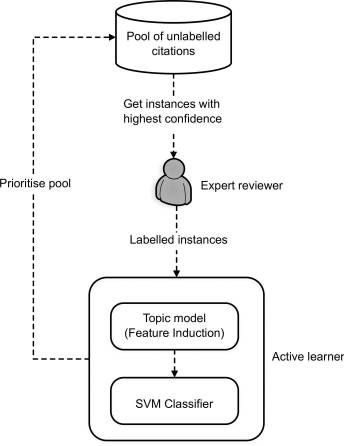 Pool of unlabelled
citations
Get instances with
highest confidence
Prioritise pool
Expert reviewer
Labelled instances
Topic model
(Feature Induction)
Active learner
SVM Classifier